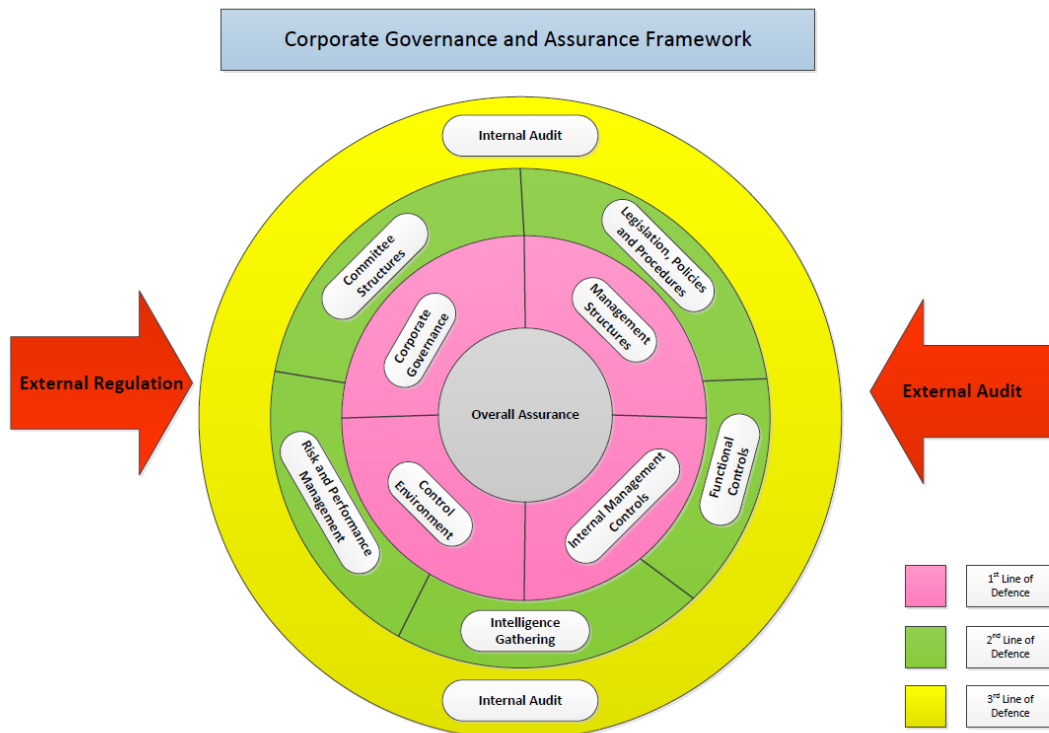 Corporate Governance and Assurance Framework
Internal Audit
Committee
Structures
Legislation, Policies
and Procedures
Corporate
Governance
Management
Structures
External Regulation
Overall Assurance
External Audit
Risk and Performance
Management
Control
Environment
Internal Management
Controls
Functional
Controls
Intelligence
Gathering
Internal Audit
1st Line of
Defence
2nd Line of
Defence
3rd Line of
Defence